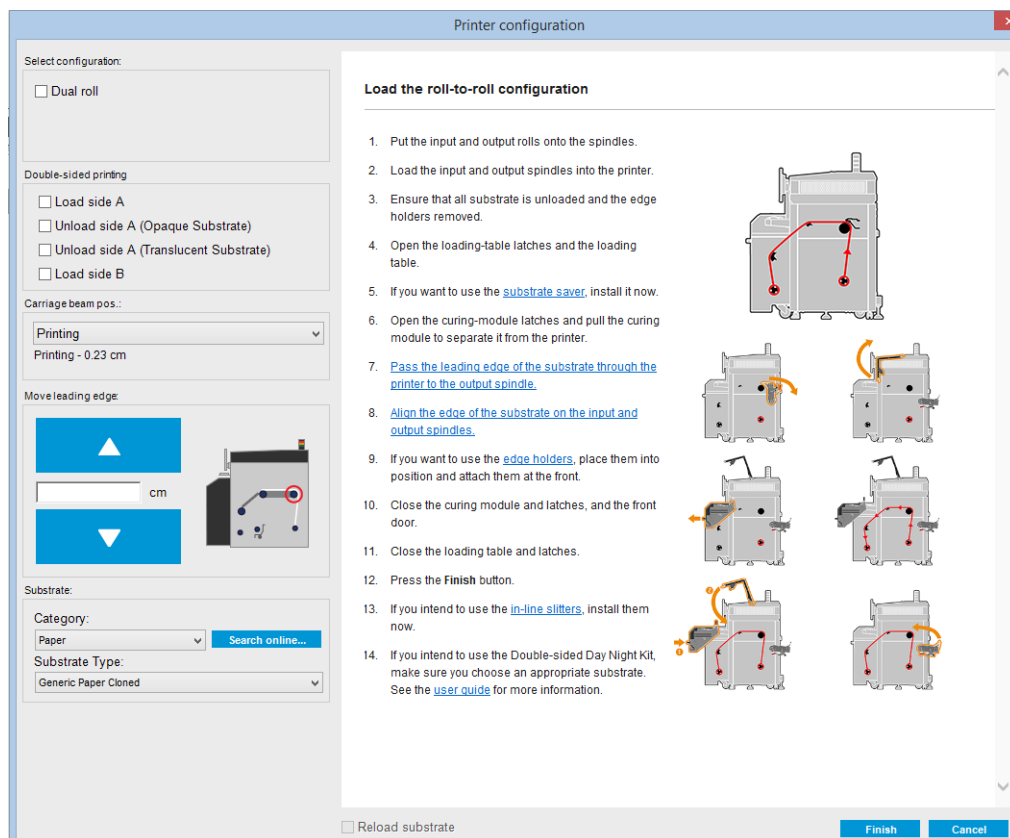 Printer configuration
Select configuration:
Dual roll
Double-sided printing
Load side A
Unload side A (Opaque Substrate)
Unload side A (Translucent Substrate)
Load side B
Carriage beam pos.:
Printing
Printing - 0.23 cm
Move leading edge:
cm
Substrate:
Category:
Paper
Search online...
Substrate Type:
Generic Paper Cloned
Load the roll-to-roll configuration
1. Put the input and output rolls onto the spindles.
2. Load the input and output spindles into the printer.
3. Ensure that all substrate is unloaded and the edge
holders removed.
4. Open the loading-table latches and the loading
table.
5. If you want to use the substrate saver, install it now.
6. Open the curing-module latches and pull the curing
module to separate it from the printer.
7. Pass the leading edge of the substrate through the
printer to the output spindle.
8. Align the edge of the substrate on the input and
output spindles.
9. If you want to use the edge holders, place them into
position and attach them at the front.
10. Close the curing module and latches, and the front
door.
11. Close the loading table and latches.
12. Press the Finish button.
13. If you intend to use the in-line slitters, install them
now.
14. If you intend to use the Double-sided Day Night Kit,
make sure you choose an appropriate substrate.
See the user guide for more information.
Reload substrate
Finish
Cancel